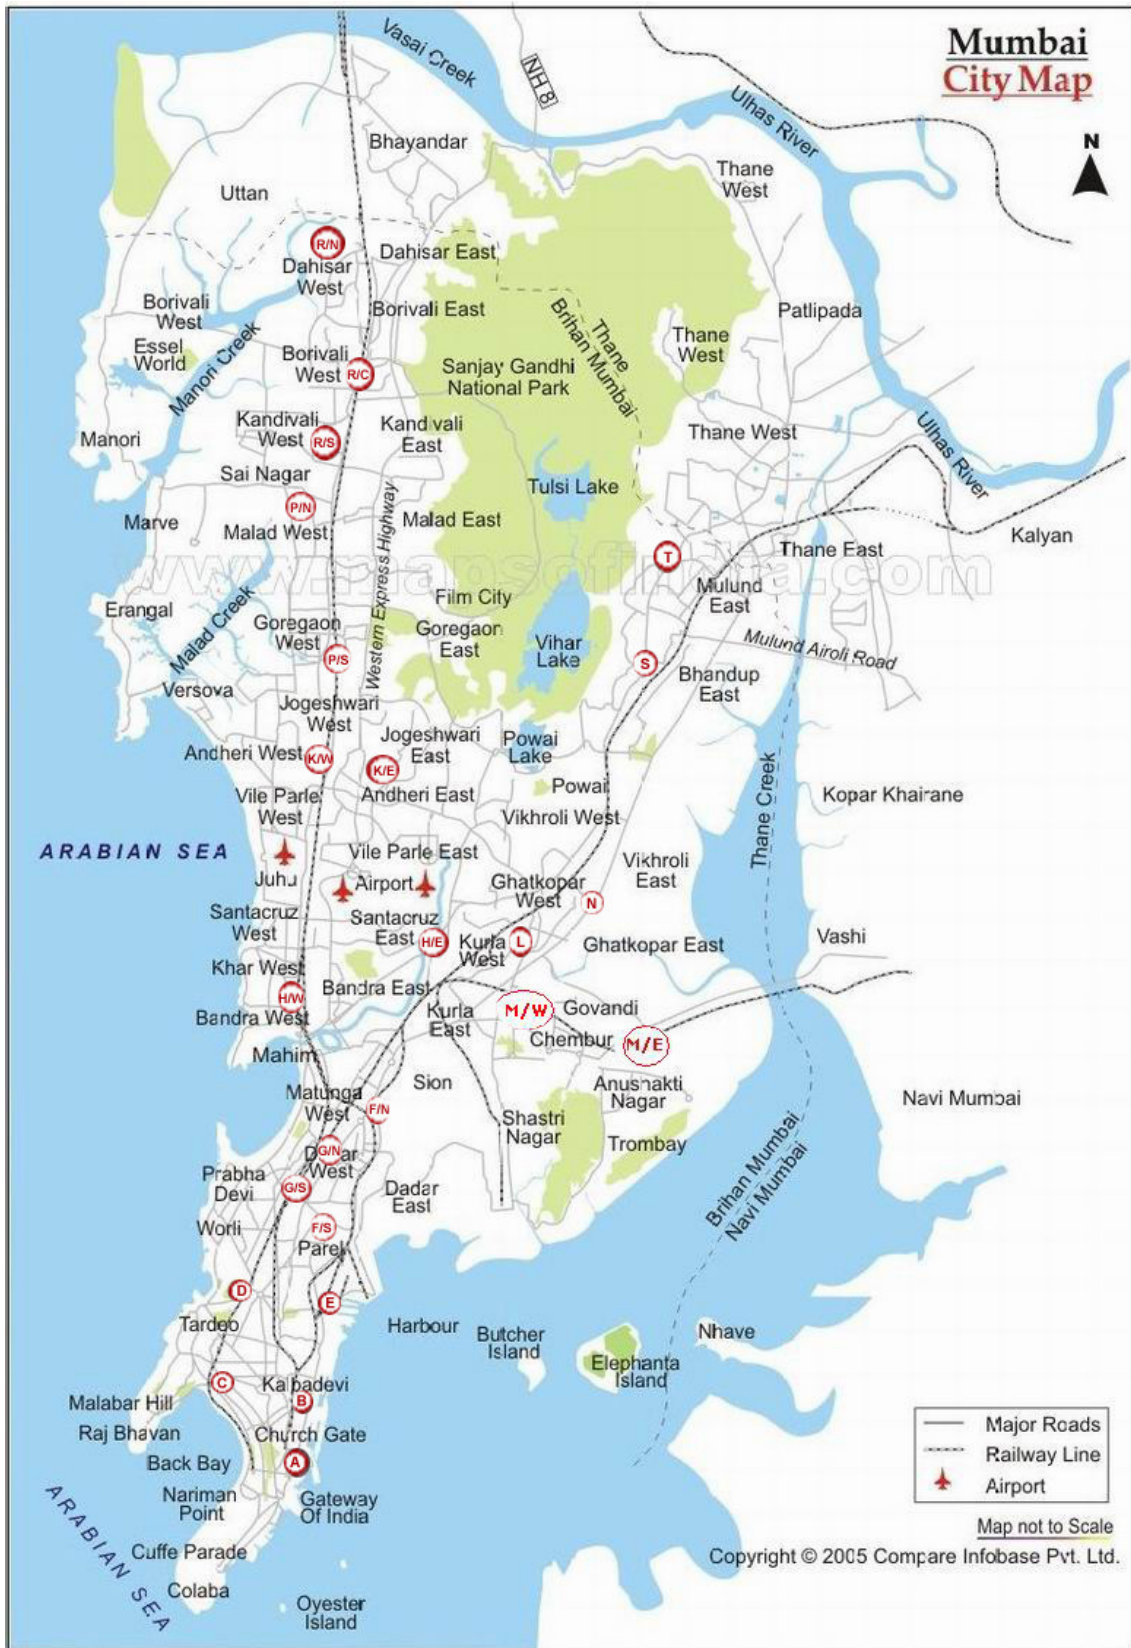 Mumbai
City Map
N
Vasai Creek
NH 8
Ulhas River
Bhayandar
Thane
West
Uttan
R/N
Dahisar
West
Dahisar East
Borivali
West
Borivali East
Thane
Brihan Mumbai
Patlipada
Essel
World
Manori Creek
Borivali
West
R/C
Sanjay Gandhi
National Park
Thane
West
Kandivali
West
R/S
Kandivali
East
Thane West
Ulhas River
Manori
Sai Nagar
Tulsi Lake
P/N
Marve
Malad West
Malad East
Western Express Highway
Kalyan
Thane East
www.mapsofindia.com
T
Mulund
East
Erangal
Malad Creek
Goregaon
West
Film City
Goregaon
East
Vihar
Lake
Mulund Airoli Road
P/S
S
Bhandup
East
Versova
Jogeshwari
West
Jogeshwari
East
Powai
Lake
Andheri West
K/W
K/E
Andheri East
Powai
Thane Creek
Kopar Khairane
Vile Parle
West
Vikhroli West
ARABIAN SEA
Vile Parle East
Vikhroli
East
Juhu
Airport
Ghatkopar
West
N
Santacruz
West
Santacruz
East
H/E
Kurla
West
L
Ghatkopar East
Vashi
Khar West
H/W
Bandra East
Bandra West
Kurla
East
M/W
Govandi
Chembur
M/E
Mahim
Matunga
West
F/N
Sion
Anushakti
Nagar
Navi Mumbai
Shastri
Nagar
Trombay
G/N
Dadar
West
Prabha
Devi
G/S
Dadar
East
Brihan Mumbai
Navi Mumbai
Worli
F/S
Parel
D
E
Tardeo
Harbour
Butcher
Island
Nhave
Elephanta
Island
C
Kalbadevi
B
Malabar Hill
Raj Bhavan
Church Gate
Back Bay
A
Nariman
Point
Gateway
Of India
ARABIAN SEA
Cuffe Parade
Colaba
Oyester
Island
Major Roads
Railway Line
Airport
Map not to Scale
Copyright © 2005 Compare Infobase Pvt. Ltd.